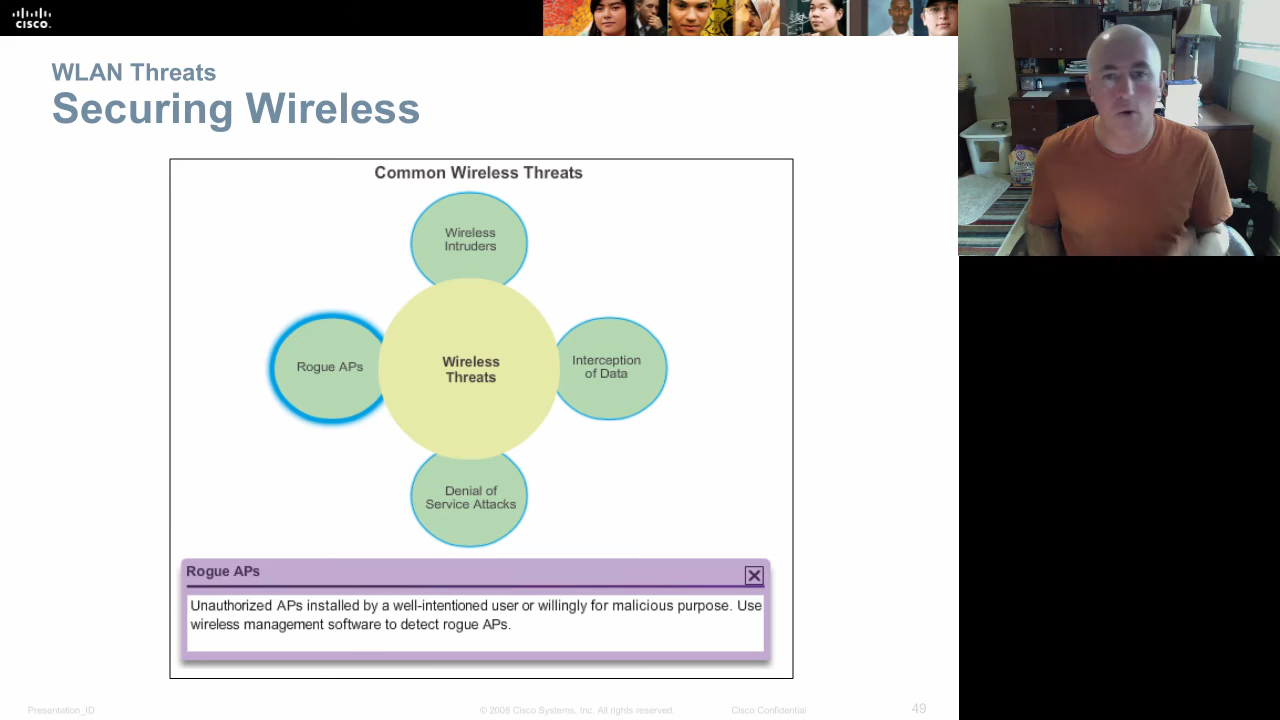 CISCO
WLAN Threats
Securing Wireless
Common Wireless Threats
Wireless
Intruders
Rogue APs
Wireless
Threats
Interception
of Data
Denial of
Service Attacks
Rogue APs
Unauthorized APs installed by a well-intentioned user or willingly for malicious purpose. Use
wireless management software to detect rogue APs.
Presentation_ID
© 2008 Cisco Systems, Inc. All rights reserved.
Cisco Confidential
49